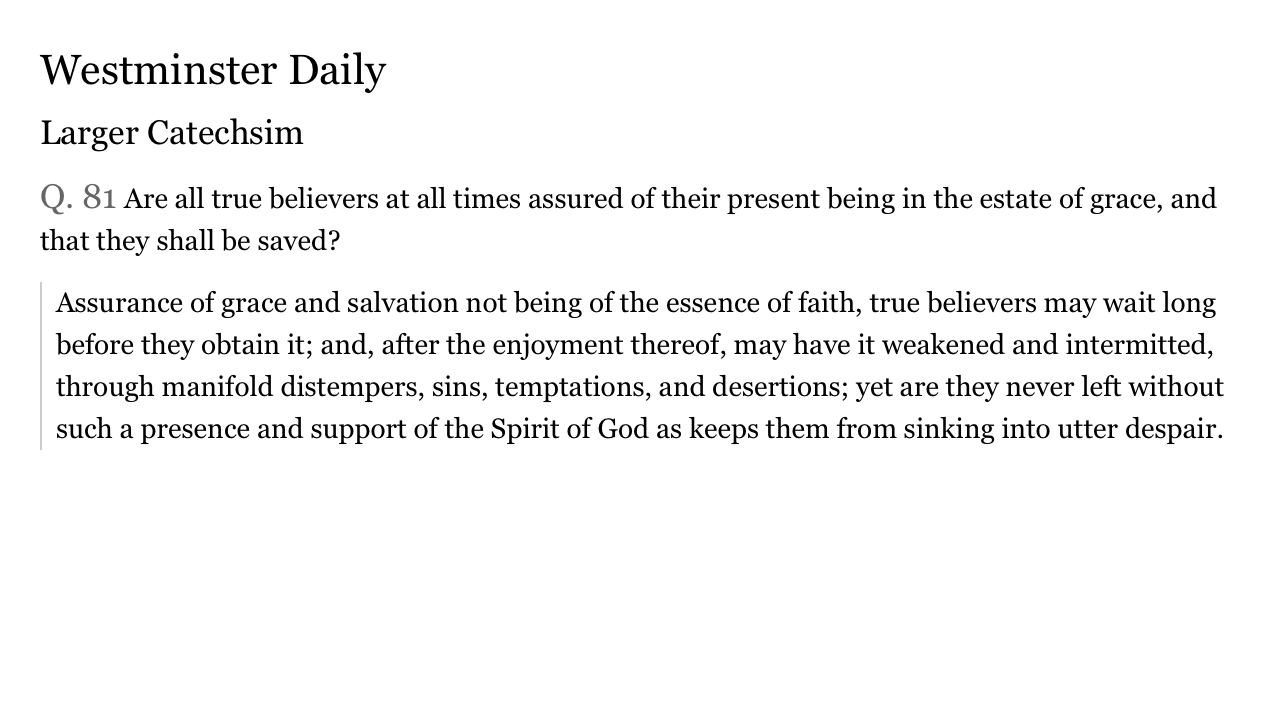 Westminster Daily
Larger Catechsim
Q. 81 Are all true believers at all times assured of their present being in the estate of grace, and
that they shall be saved?
Assurance of grace and salvation not being of the essence of faith, true believers may wait long
before they obtain it; and, after the enjoyment thereof, may have it weakened and intermitted,
through manifold distempers, sins, temptations, and desertions; yet are they never left without
such a presence and support of the Spirit of God as keeps them from sinking into utter despair.